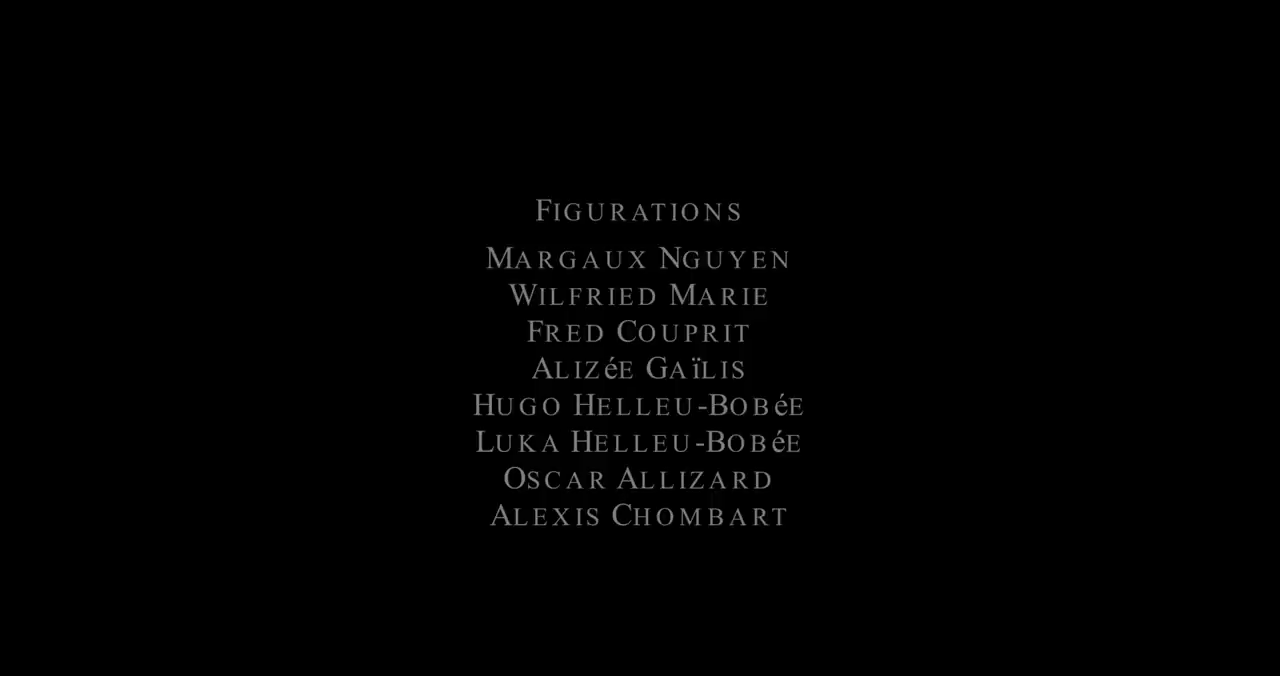 FIGURATIONS
MARGAUX NGUYEN
WILFRIED MARIE
FRED COUPRIT
ALIZéE GAïLIS
HUGO HELLEU-BOBéE
LUKA HELLEU-BOBéE
OSCAR ALLIZARD
ALEXIS CHOMBART